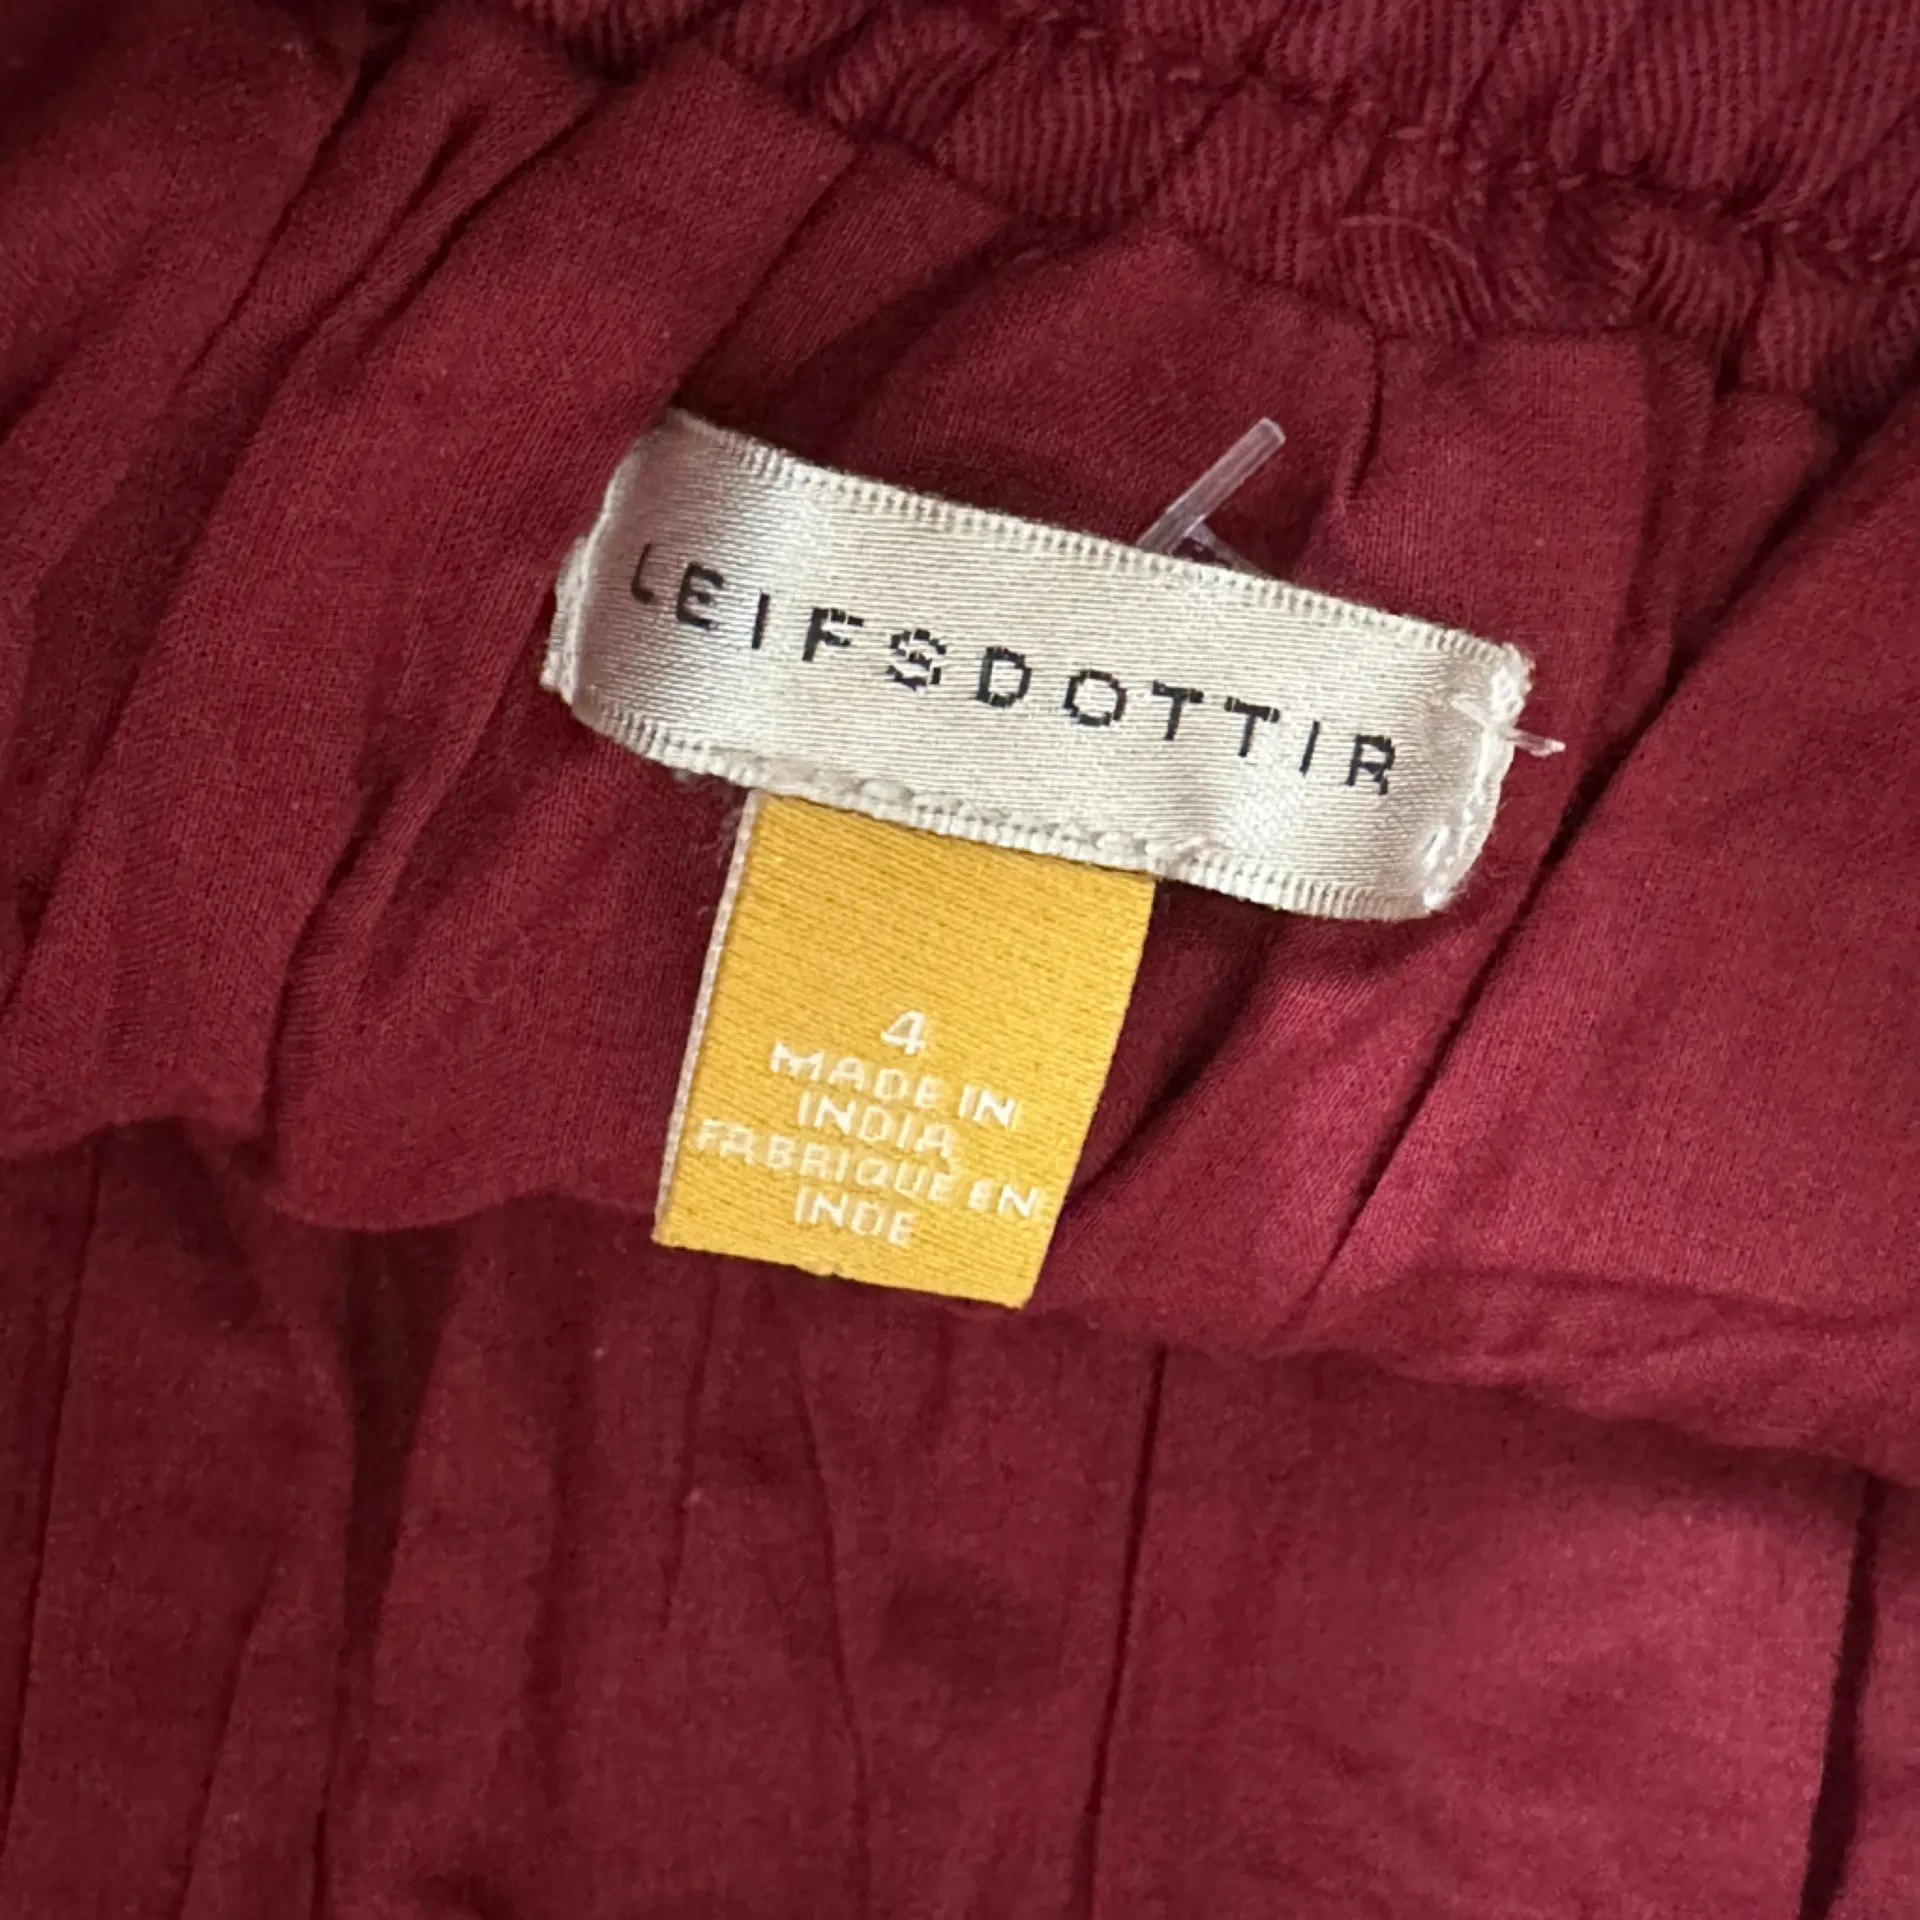 LEIFSDOTTIR
4
MADE IN
INDIA
FABRIQUE EN
INDE